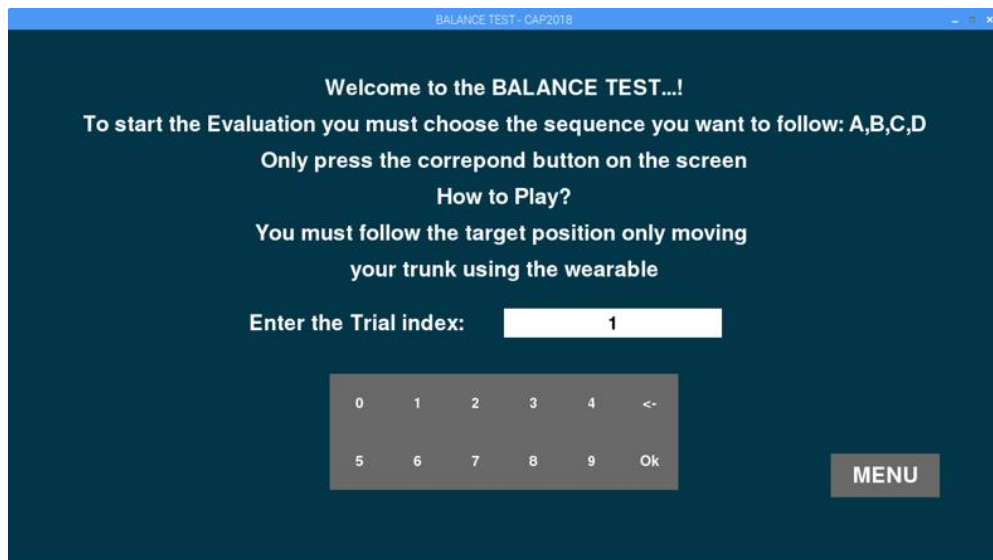 BALANCE TEST - CAP2018
Welcome to the BALANCE TEST...!
To start the Evaluation you must choose the sequence you want to follow: A,B,C,D
Only press the correpond button on the screen
How to Play?
You must follow the target position only moving
your trunk using the wearable
Enter the Trial index: 1
0 1 2 3 4 <-
5 6 7 8 9 Ok
MENU